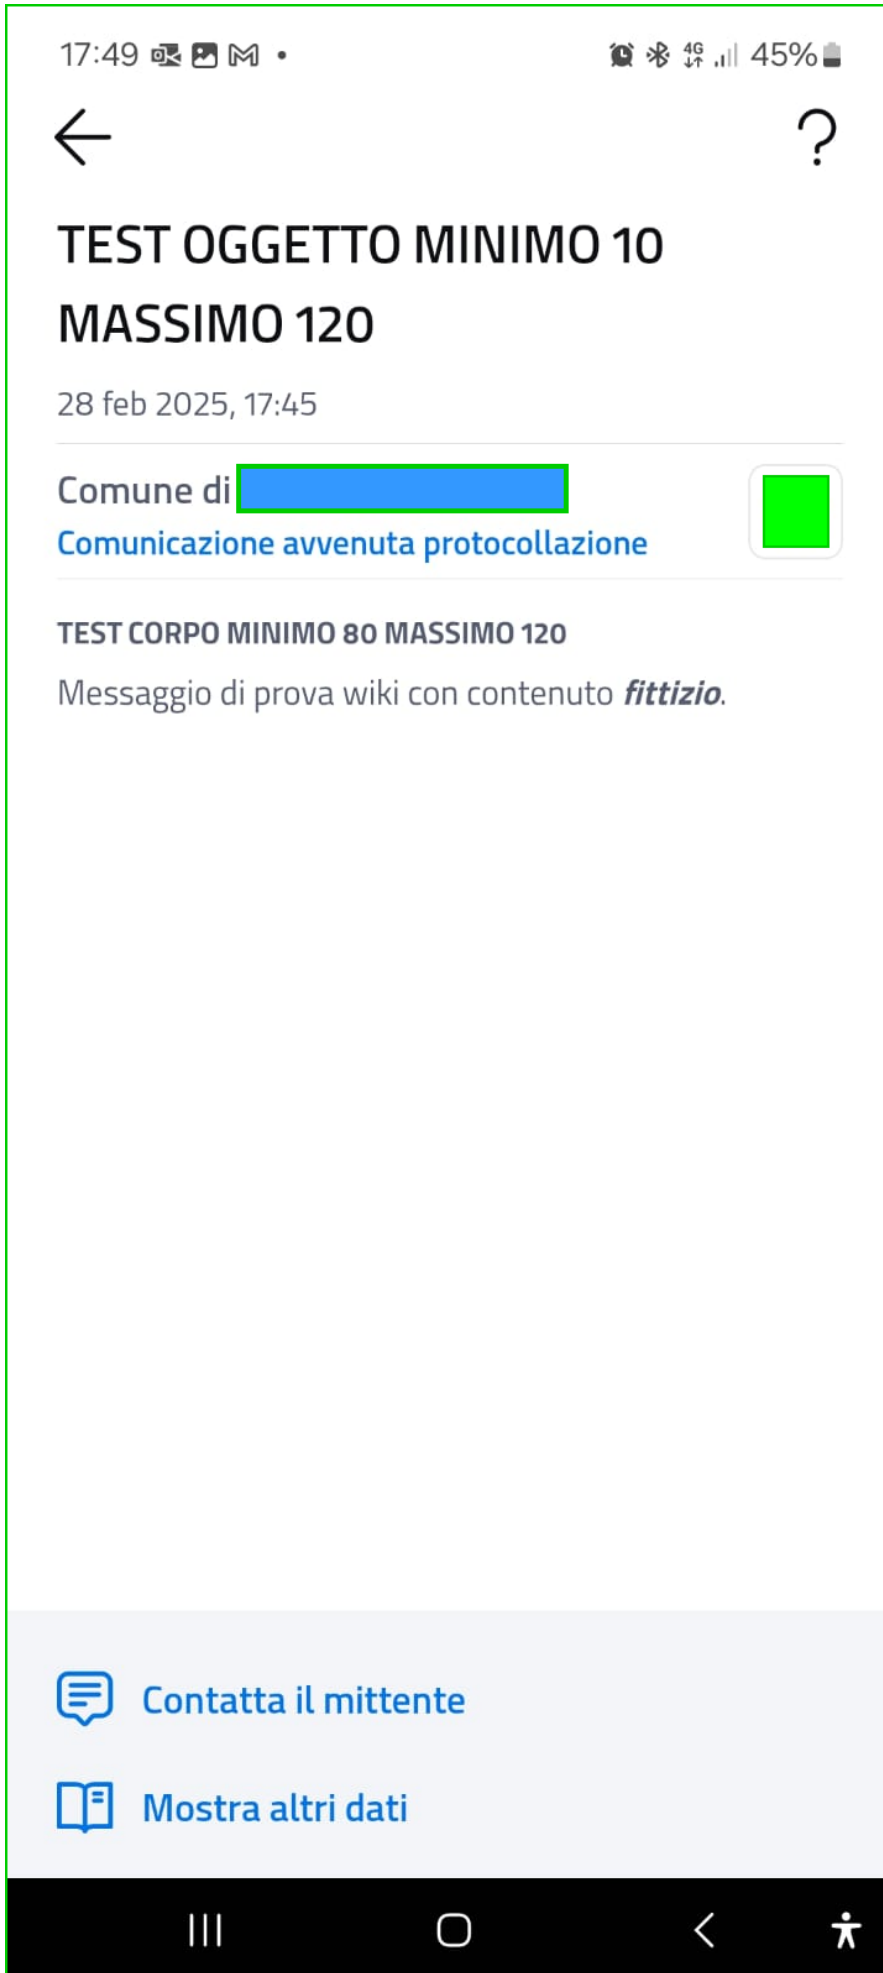 17:49
4G
45%
?
TEST OGGETTO MINIMO 10
MASSIMO 120
28 feb 2025, 17:45
Comune di
Comunicazione avvenuta protocollazione
TEST CORPO MINIMO 80 MASSIMO 120
Messaggio di prova wiki con contenuto fittizio.
Contatta il mittente
Mostra altri dati